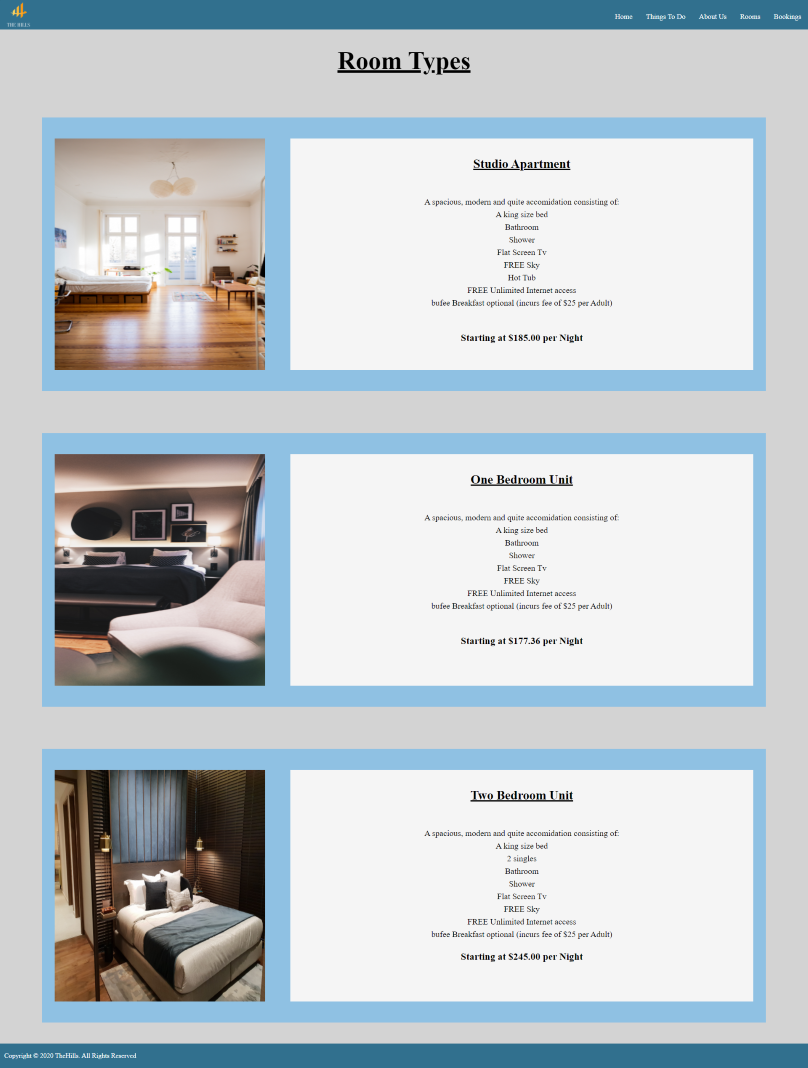 THE HILLS
Home Things To Do About Us Rooms Bookings
Room Types
Studio Apartment
A spacious, modern and quite accomidation consisting of:
A king size bed
Bathroom
Shower
Flat Screen Tv
FREE Sky
Hot Tub
FREE Unlimited Internet access
bufee Breakfast optional (incurs fee of $25 per Adult)
Starting at $185.00 per Night
One Bedroom Unit
A spacious, modern and quite accomidation consisting of:
A king size bed
Bathroom
Shower
Flat Screen Tv
FREE Sky
FREE Unlimited Internet access
bufee Breakfast optional (incurs fee of $25 per Adult)
Starting at $177.36 per Night
Two Bedroom Unit
A spacious, modern and quite accomidation consisting of:
A king size bed
2 singles
Bathroom
Shower
Flat Screen Tv
FREE Sky
FREE Unlimited Internet access
bufee Breakfast optional (incurs fee of $25 per Adult)
Starting at $245.00 per Night
Copyright © 2020 TheHills. All Rights Reserved